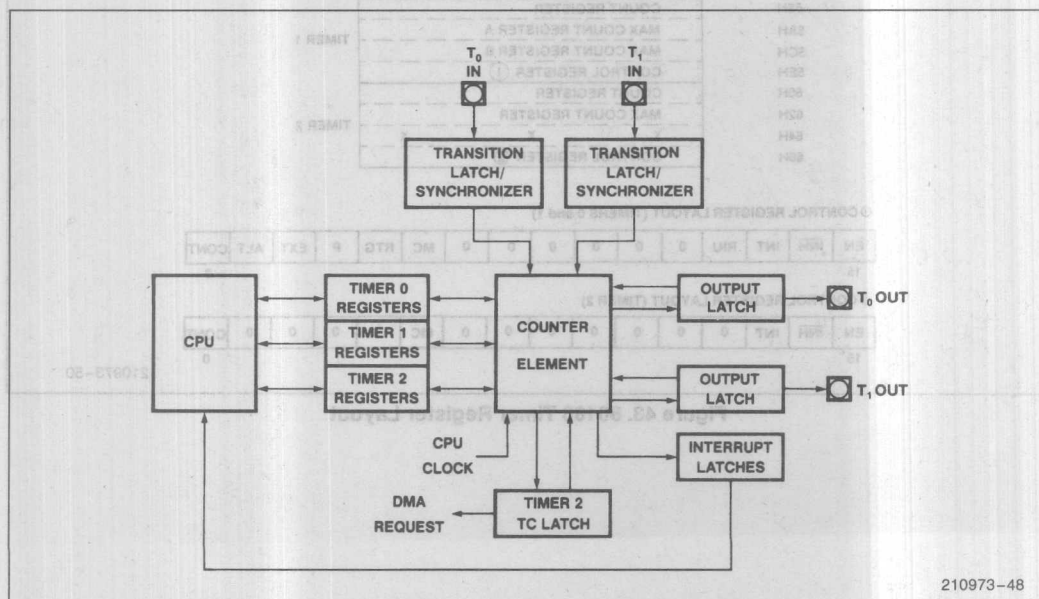 T0
IN
T1
IN
TRANSITION
LATCH/
SYNCHRONIZER
TRANSITION
LATCH/
SYNCHRONIZER
CPU
TIMER 0
REGISTERS
TIMER 1
REGISTERS
TIMER 2
REGISTERS
COUNTER
ELEMENT
OUTPUT
LATCH
T0 OUT
OUTPUT
LATCH
T1 OUT
INTERRUPT
LATCHES
CPU
CLOCK
DMA
REQUEST
TIMER 2
TC LATCH
210973–48